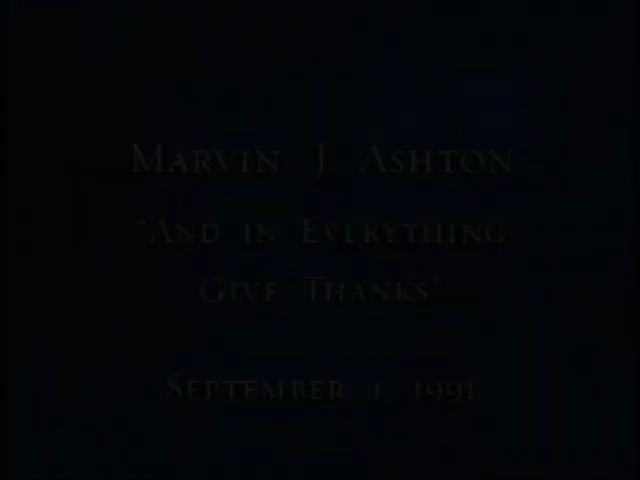 MARVIN J. ASHTON
"AND IN EVERYTHING
GIVE THANKS"
SEPTEMBER 1, 1991